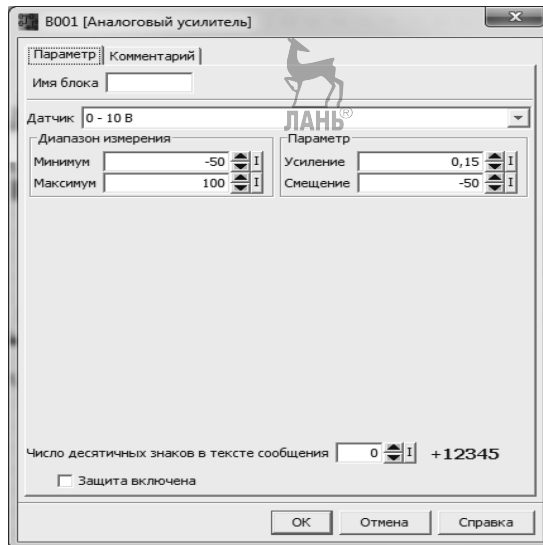 B001 [Аналоговый усилитель]
Параметр Комментарий
Имя блока
Датчик 0 - 10 В
ЛАНЬ®
Диапазон измерения Параметр
Минимум -50 Усиление 0,15
Максимум 100 Смещение -50
Число десятичных знаков в тексте сообщения 0 +12345
Защита включена
ОК Отмена Справка